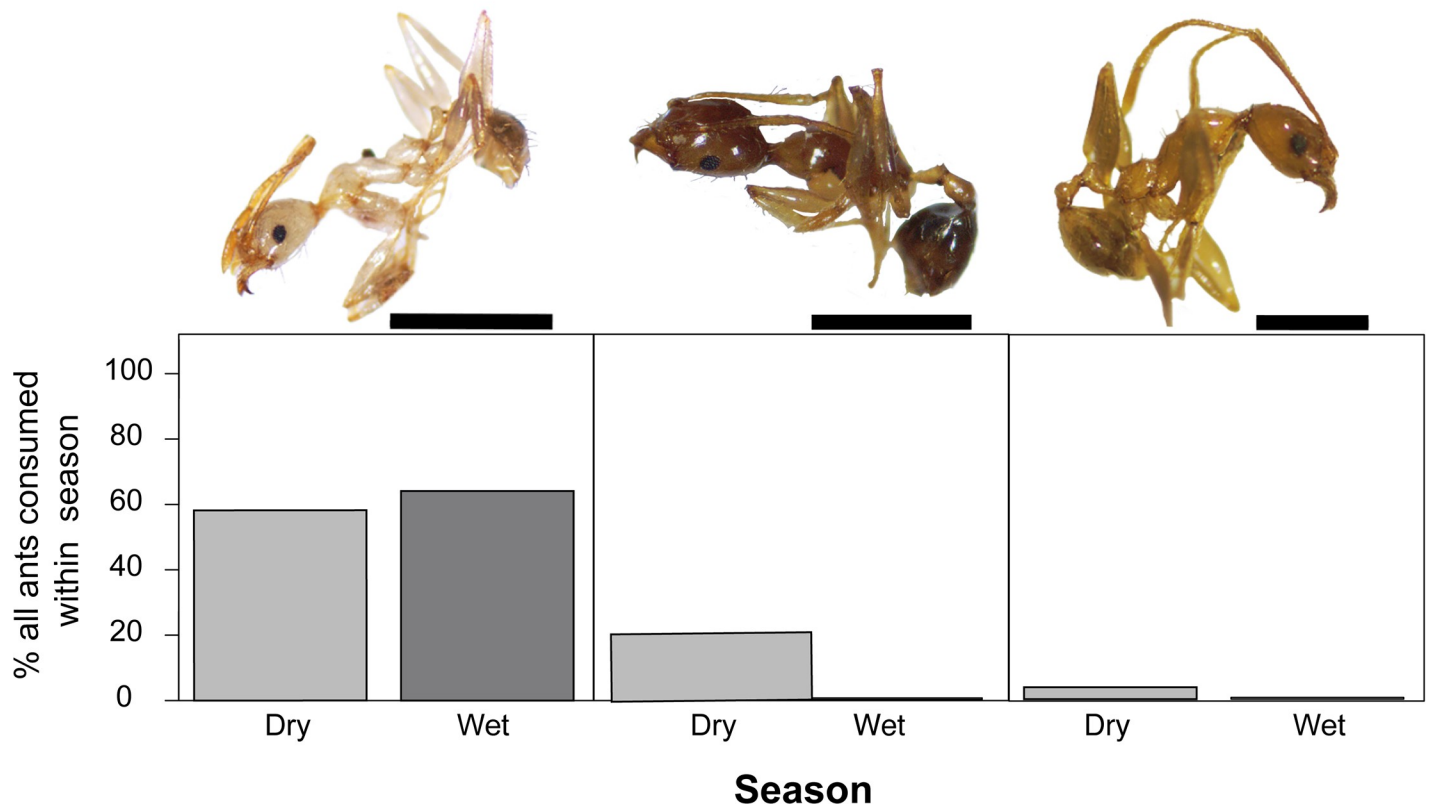 % all ants consumed
within season
100
80
60
40
20
0
Dry
Wet
Dry
Wet
Dry
Wet
Season